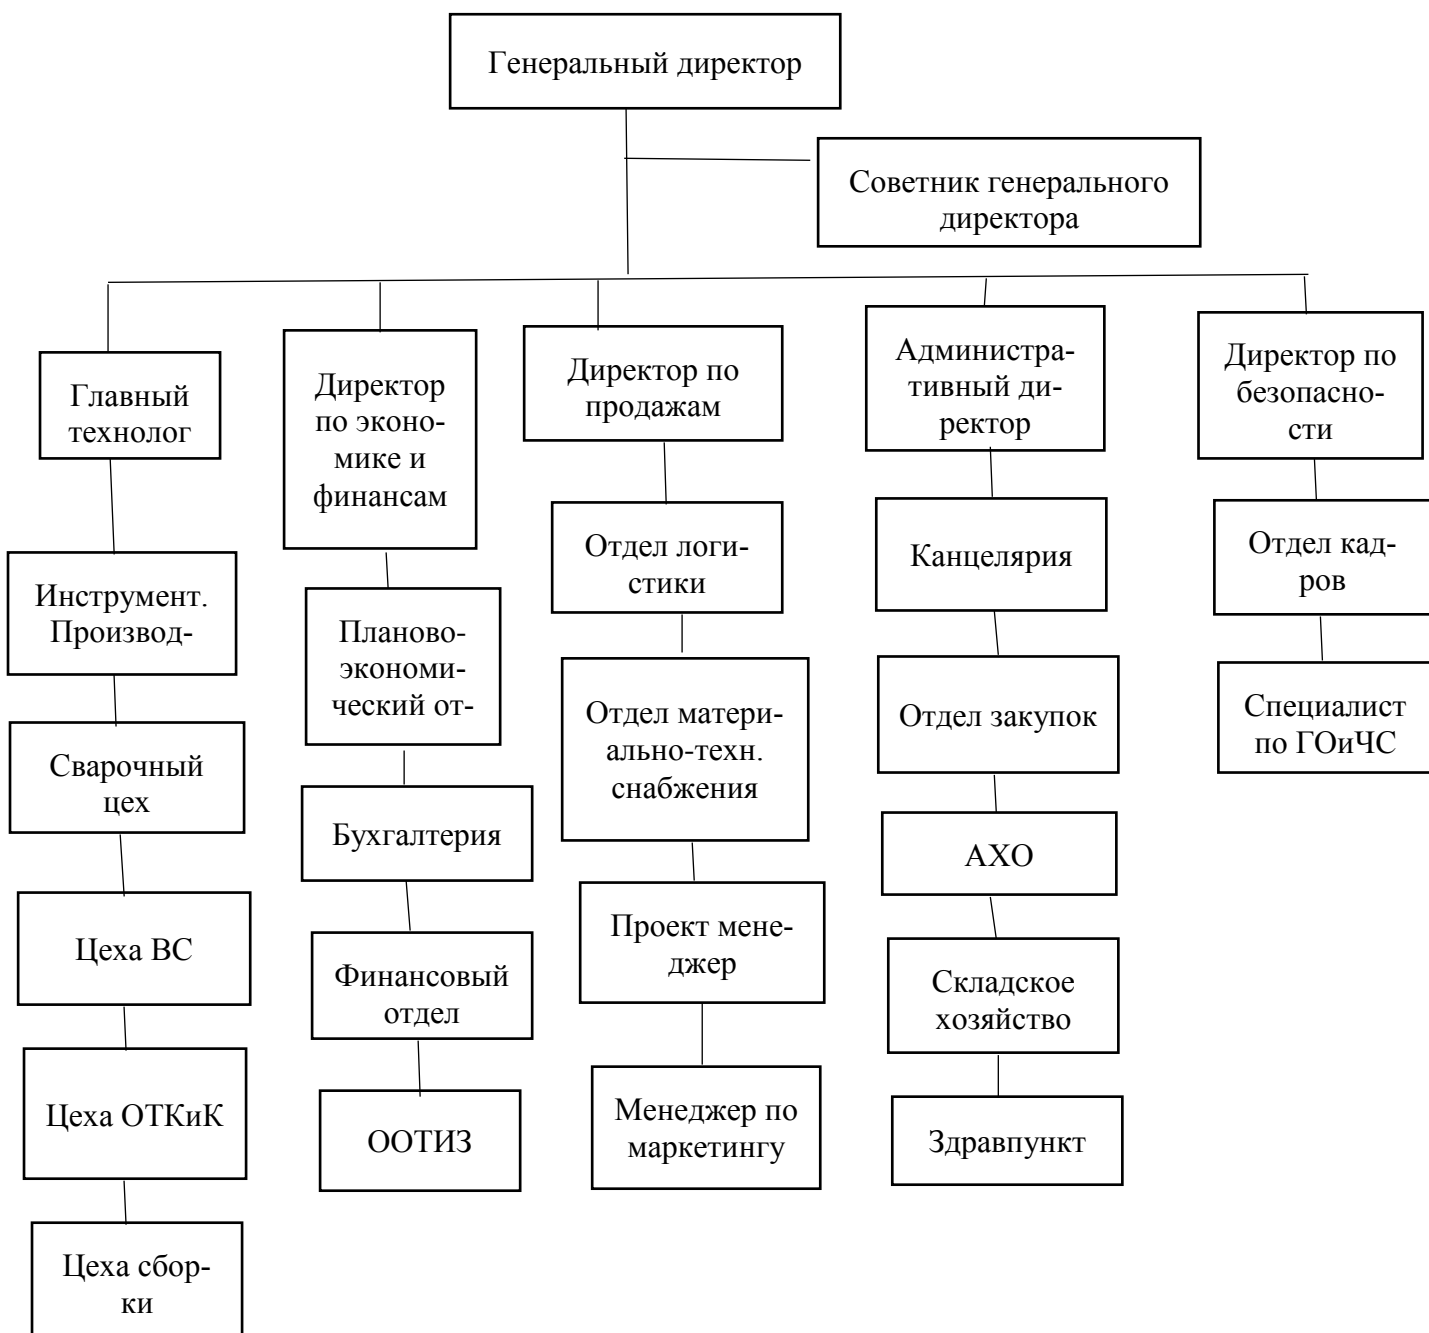 Генеральный директор
Советник генерального
директора
Главный
технолог
Директор
по эконо-
мике и
финансам
Директор по
продажам
Администра-
тивный ди-
ректор
Директор по
безопасно-
сти
Инструмент.
Производ-
Планово-
экономи-
ческий от-
Отдел логи-
стики
Канцелярия
Отдел кад-
ров
Сварочный
цех
Бухгалтерия
Отдел матери-
ально-техн.
снабжения
Отдел закупок
Специалист
по ГОиЧС
Цеха ВС
Финансовый
отдел
Проект мене-
джер
АХО
Складское
хозяйство
Цеха ОТКиК
ООТИЗ
Менеджер по
маркетингу
Здравпункт
Цеха сбор-
ки